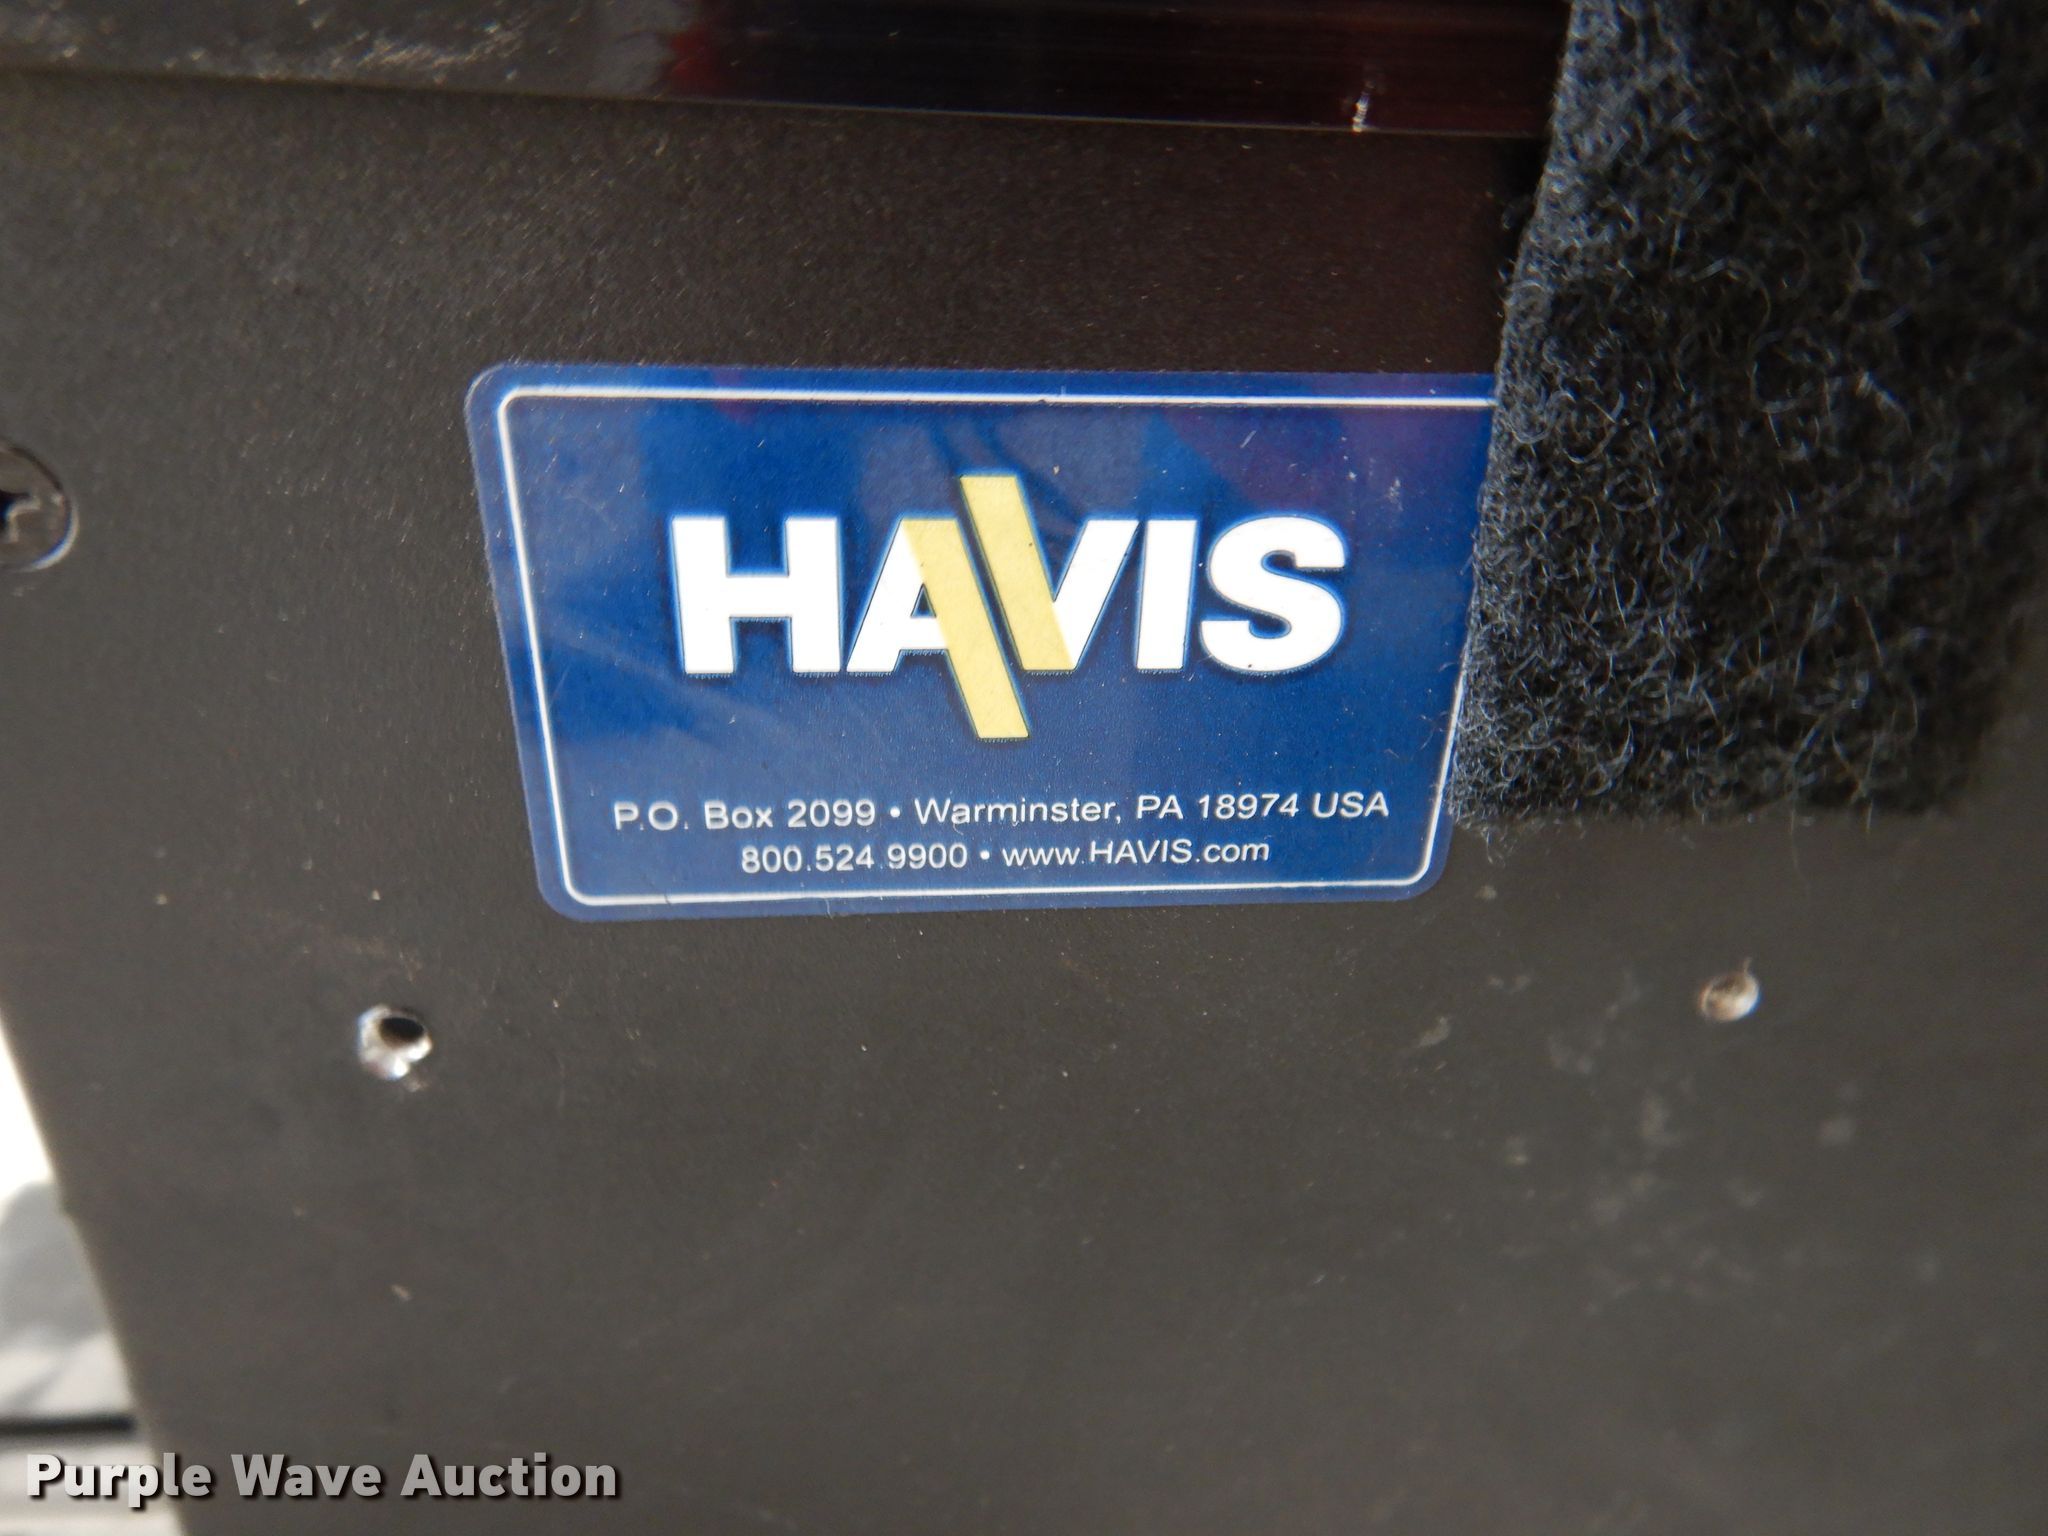 HAVIS
P.O. Box 2099 • Warminster, PA 18974 USA
800.524.9900 • www.HAVIS.com
Purple Wave Auction